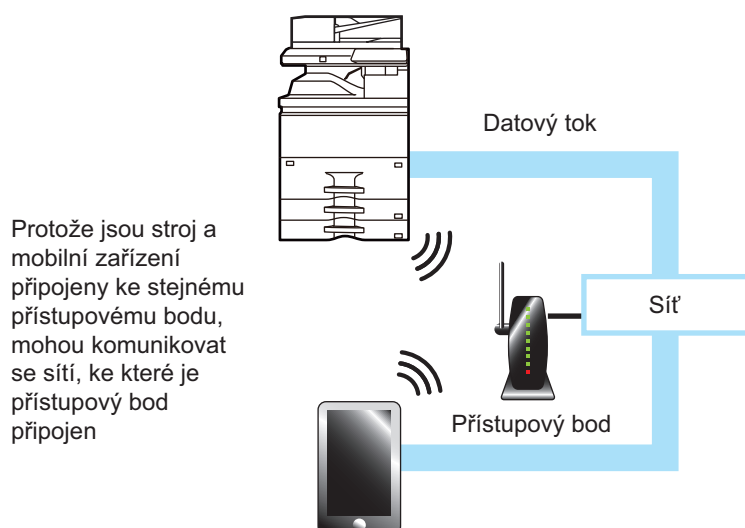 Datový tok
Protože jsou stroj a
mobilní zařízení
připojeny ke stejnému
přístupovému bodu,
mohou komunikovat
se sítí, ke které je
přístupový bod
připojen
Síť
Přístupový bod